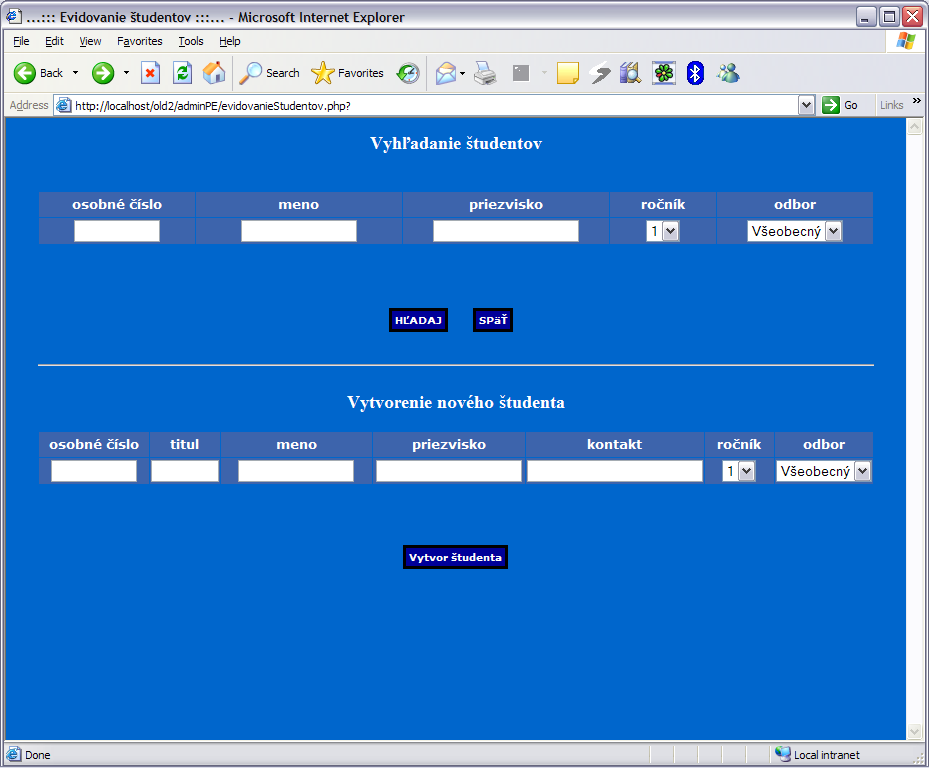 ...::: Evidovanie študentov :::... - Microsoft Internet Explorer
File Edit View Favorites Tools Help
Back Search Favorites
Address http://localhost/old2/adminPE/evidovanieStudentov.php? Go Links »
Vyhľadanie študentov
osobné číslo meno priezvisko ročník odbor
1 Všeobecný
HĽADAJ SPäŤ
Vytvorenie nového študenta
osobné číslo titul meno priezvisko kontakt ročník odbor
1 Všeobecný
Vytvor študenta
Done Local intranet